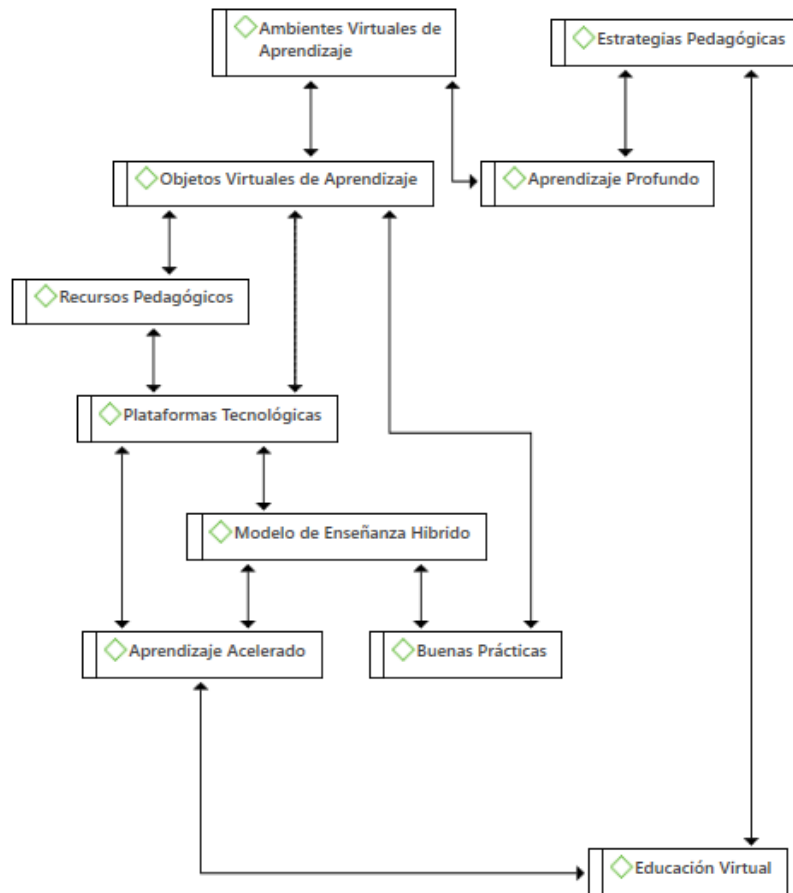 Ambientes Virtuales de
Aprendizaje
Estrategias Pedagógicas
Objetos Virtuales de Aprendizaje
Aprendizaje Profundo
Recursos Pedagógicos
Plataformas Tecnológicas
Modelo de Enseñanza Hibrido
Aprendizaje Acelerado
Buenas Prácticas
Educación Virtual